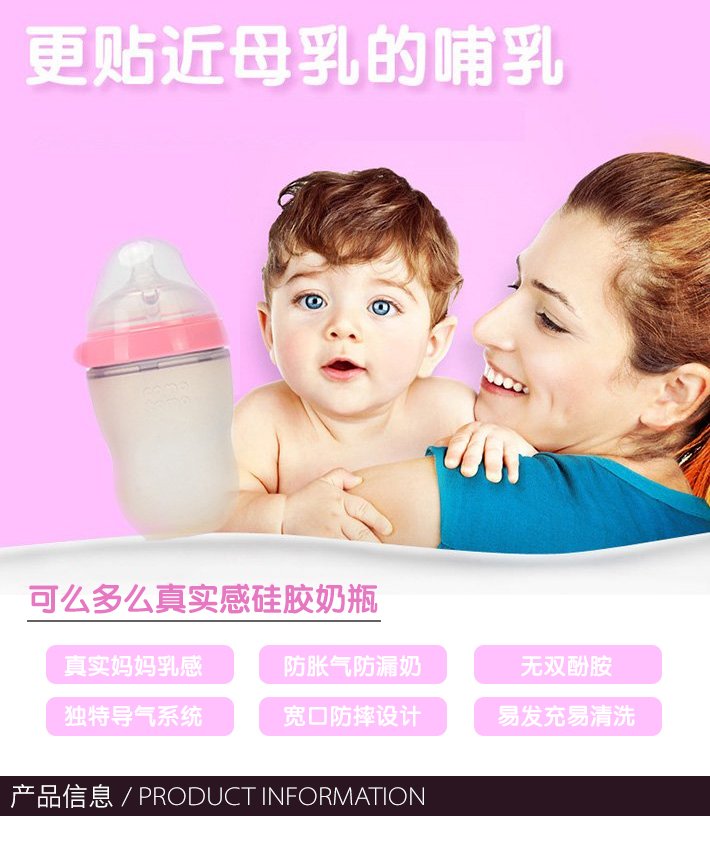 更贴近母乳的哺乳
可么多么真实感硅胶奶瓶
真实妈妈乳感 防胀气防漏奶 无双酚胺
独特导气系统 宽口防摔设计 易发充易清洗
产品信息 / PRODUCT INFORMATION